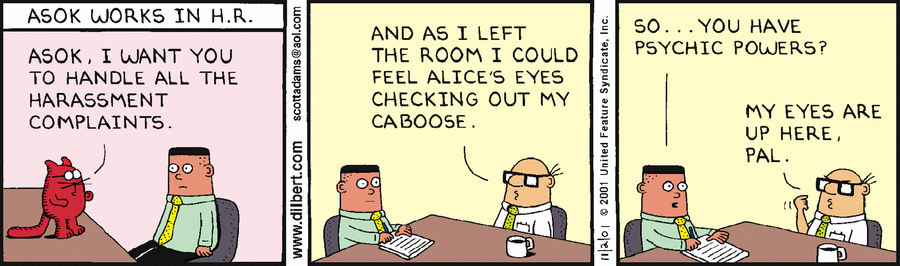 ASOK WORKS IN H.R.
ASOK, I WANT YOU
TO HANDLE ALL THE
HARASSMENT
COMPLAINTS.
www.dilbert.com
scottadams@aol.com
AND AS I LEFT
THE ROOM I COULD
FEEL ALICE'S EYES
CHECKING OUT MY
CABOOSE.
11/2/01 © 2001 United Feature Syndicate, Inc.
SO...YOU HAVE
PSYCHIC POWERS?
MY EYES ARE
UP HERE,
PAL.